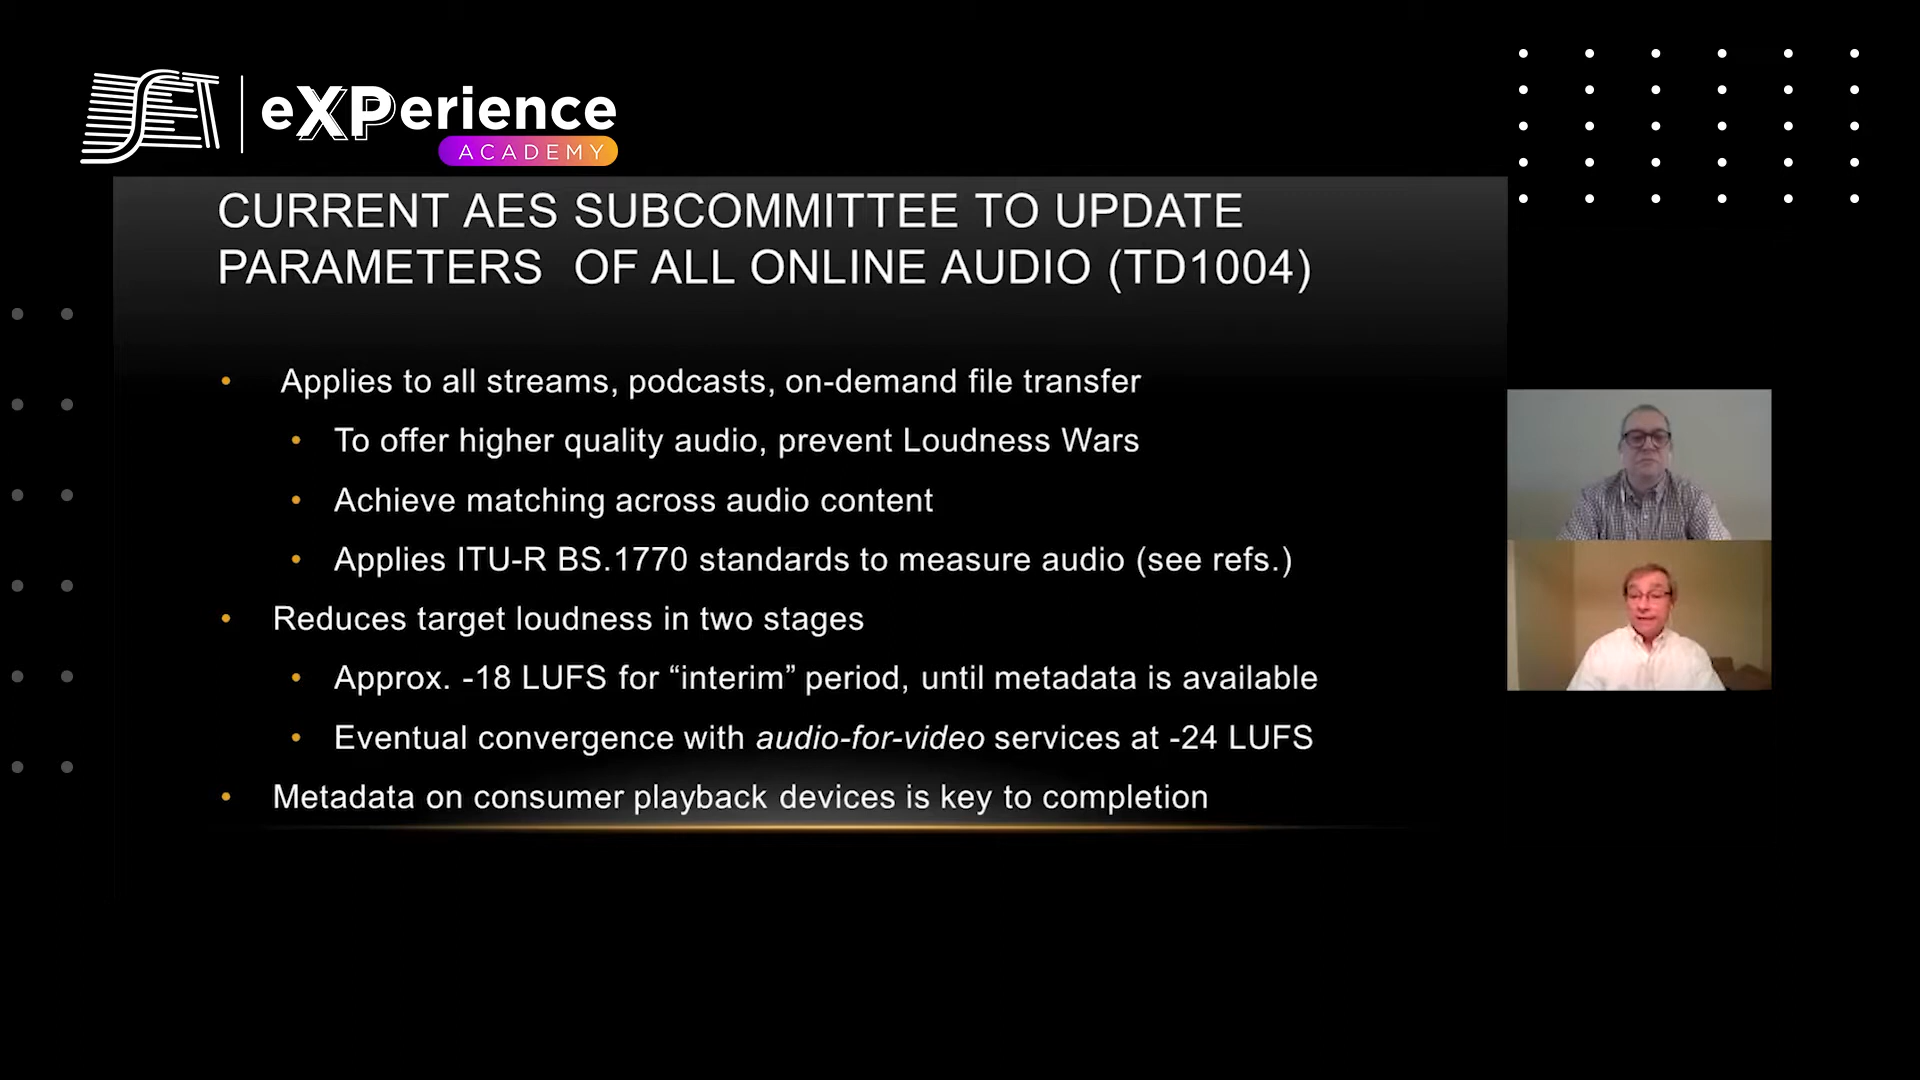 SET
eXPerience
ACADEMY
CURRENT AES SUBCOMMITTEE TO UPDATE
PARAMETERS OF ALL ONLINE AUDIO (TD1004)
• Applies to all streams, podcasts, on-demand file transfer
• To offer higher quality audio, prevent Loudness Wars
• Achieve matching across audio content
• Applies ITU-R BS.1770 standards to measure audio (see refs.)
• Reduces target loudness in two stages
• Approx. -18 LUFS for “interim” period, until metadata is available
• Eventual convergence with audio-for-video services at -24 LUFS
• Metadata on consumer playback devices is key to completion